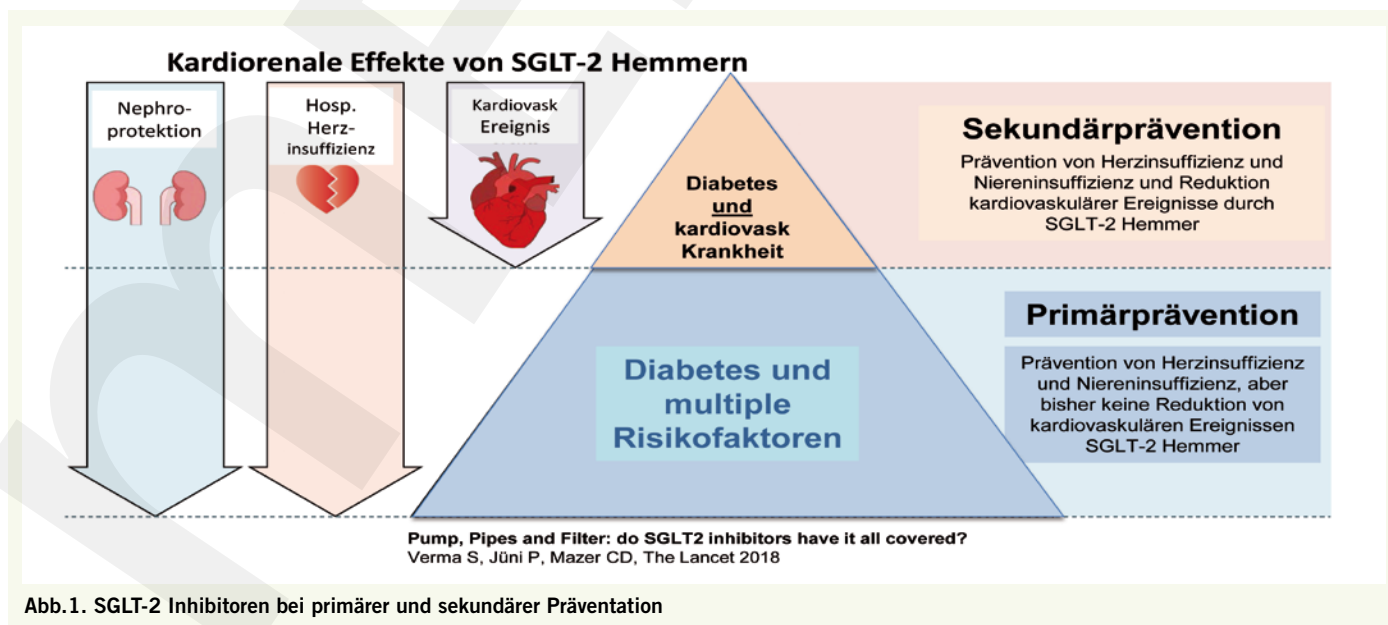 Kardiorenale Effekte von SGLT-2 Hemmern
Nephro-
protektion
Hosp.
Herz-
insuffizienz
Kardiovask
Ereignis
Diabetes
und
kardiovask
Krankheit
Sekundärprävention
Prävention von Herzinsuffizienz und
Niereninsuffizienz und Reduktion
kardiovaskulärer Ereignisse durch
SGLT-2 Hemmer
Diabetes und
multiple
Risikofaktoren
Primärprävention
Prävention von Herzinsuffizienz
und Niereninsuffizienz, aber
bisher keine Reduktion von
kardiovaskulären Ereignissen
SGLT-2 Hemmer
Pump, Pipes and Filter: do SGLT2 inhibitors have it all covered?
Verma S, Jüni P, Mazer CD, The Lancet 2018
Abb.1. SGLT-2 Inhibitoren bei primärer und sekundärer Präventation